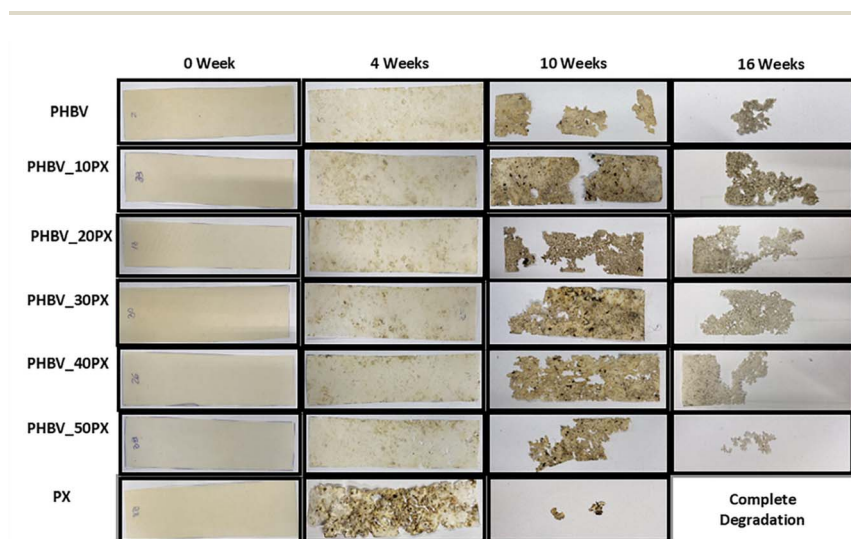 0 Week 4 Weeks 10 Weeks 16 Weeks
PHBV
PHBV_10PX
PHBV_20PX
PHBV_30PX
PHBV_40PX
PHBV_50PX
PX
Complete
Degradation